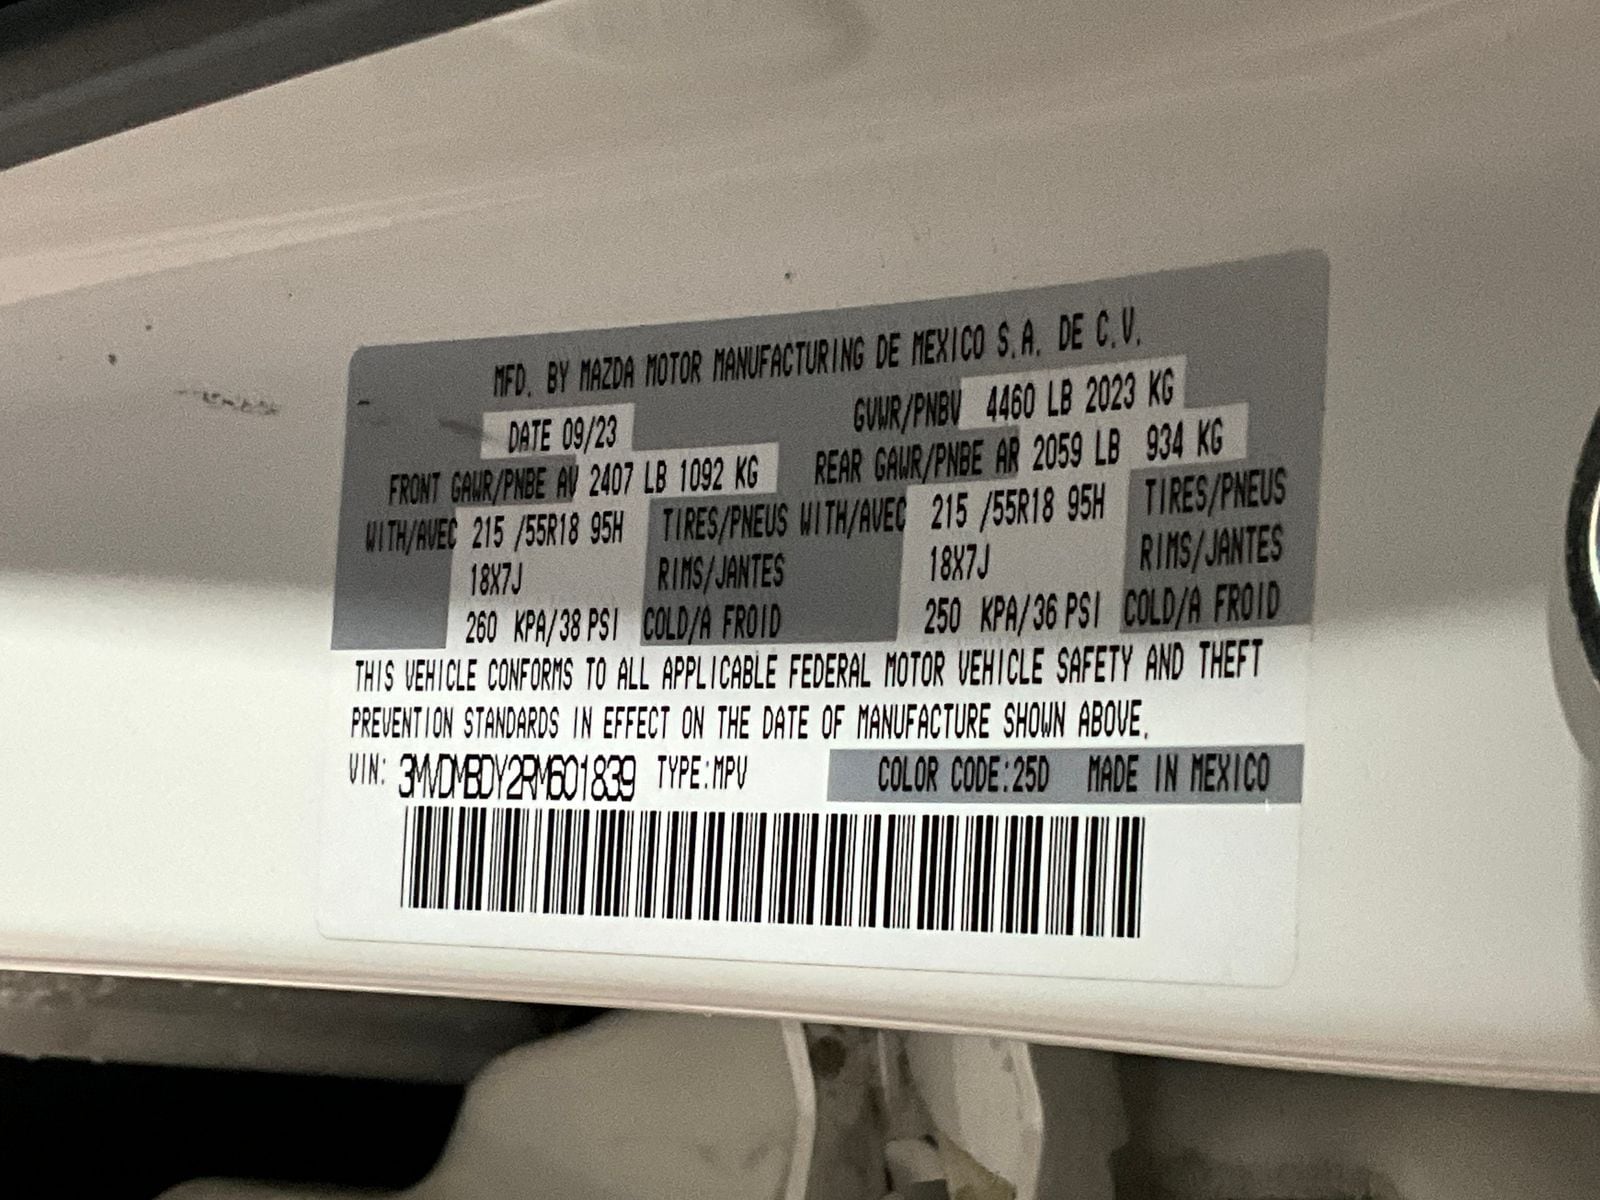 MFD. BY MAZDA MOTOR MANUFACTURING DE MEXICO S.A. DE C.V.
DATE 09/23 GVWR/PNBV 4460 LB 2023 KG
FRONT GAWR/PNBE AV 2407 LB 1092 KG REAR GAWR/PNBE AR 2059 LB 934 KG
WITH/AVEC 215 /55R18 95H TIRES/PNEUS WITH/AVEC 215 /55R18 95H TIRES/PNEUS
18X7J RIMS/JANTES 18X7J RIMS/JANTES
260 KPA/38 PSI COLD/A FROID 250 KPA/36 PSI COLD/A FROID
THIS VEHICLE CONFORMS TO ALL APPLICABLE FEDERAL MOTOR VEHICLE SAFETY AND THEFT
PREVENTION STANDARDS IN EFFECT ON THE DATE OF MANUFACTURE SHOWN ABOVE.
VIN: 3MVDMBDY2RM601839 TYPE:MPV COLOR CODE:25D MADE IN MEXICO